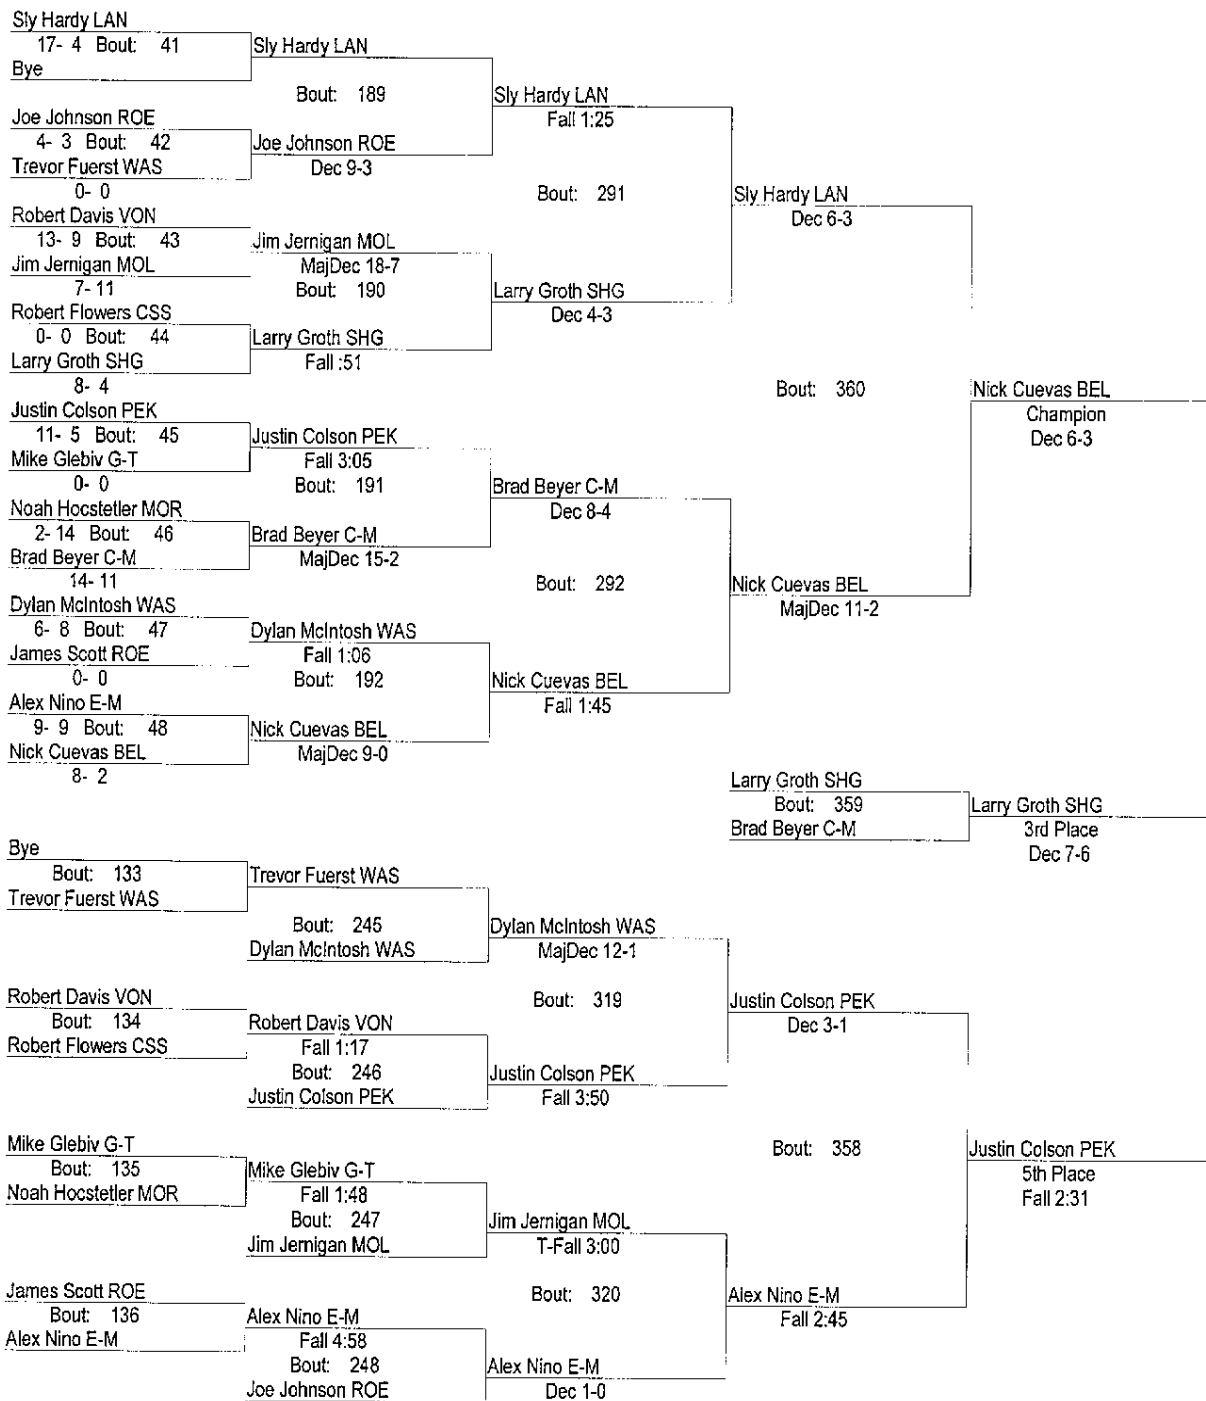 Sly Hardy LAN
17- 4 Bout: 41
Bye
Sly Hardy LAN
Bout: 189
Joe Johnson ROE
4- 3 Bout: 42
Trevor Fuerst WAS
0- 0
Joe Johnson ROE
Dec 9-3
Sly Hardy LAN
Fall 1:25
Bout: 291
Robert Davis VON
13- 9 Bout: 43
Jim Jernigan MOL
7- 11
Jim Jernigan MOL
MajDec 18-7
Bout: 190
Robert Flowers CSS
0- 0 Bout: 44
Larry Groth SHG
8- 4
Larry Groth SHG
Fall :51
Larry Groth SHG
Dec 4-3
Sly Hardy LAN
Dec 6-3
Bout: 360
Nick Cuevas BEL
Champion
Dec 6-3
Justin Colson PEK
11- 5 Bout: 45
Mike Glebiv G-T
0- 0
Justin Colson PEK
Fall 3:05
Bout: 191
Noah Hocstetler MOR
2- 14 Bout: 46
Brad Beyer C-M
14- 11
Brad Beyer C-M
MajDec 15-2
Brad Beyer C-M
Dec 8-4
Bout: 292
Dylan McIntosh WAS
6- 8 Bout: 47
James Scott ROE
0- 0
Dylan McIntosh WAS
Fall 1:06
Bout: 192
Alex Nino E-M
9- 9 Bout: 48
Nick Cuevas BEL
8- 2
Nick Cuevas BEL
MajDec 9-0
Nick Cuevas BEL
Fall 1:45
Nick Cuevas BEL
MajDec 11-2
Larry Groth SHG
Bout: 359
Brad Beyer C-M
Larry Groth SHG
3rd Place
Dec 7-6
Bye
Bout: 133
Trevor Fuerst WAS
Trevor Fuerst WAS
Bout: 245
Dylan McIntosh WAS
Dylan McIntosh WAS
MajDec 12-1
Bout: 319
Robert Davis VON
Bout: 134
Robert Flowers CSS
Robert Davis VON
Fall 1:17
Bout: 246
Justin Colson PEK
Justin Colson PEK
Fall 3:50
Justin Colson PEK
Dec 3-1
Bout: 358
Justin Colson PEK
5th Place
Fall 2:31
Mike Glebiv G-T
Bout: 135
Noah Hocstetler MOR
Mike Glebiv G-T
Fall 1:48
Bout: 247
Jim Jernigan MOL
Jim Jernigan MOL
T-Fall 3:00
Bout: 320
James Scott ROE
Bout: 136
Alex Nino E-M
Alex Nino E-M
Fall 4:58
Bout: 248
Joe Johnson ROE
Alex Nino E-M
Dec 1-0
Alex Nino E-M
Fall 2:45